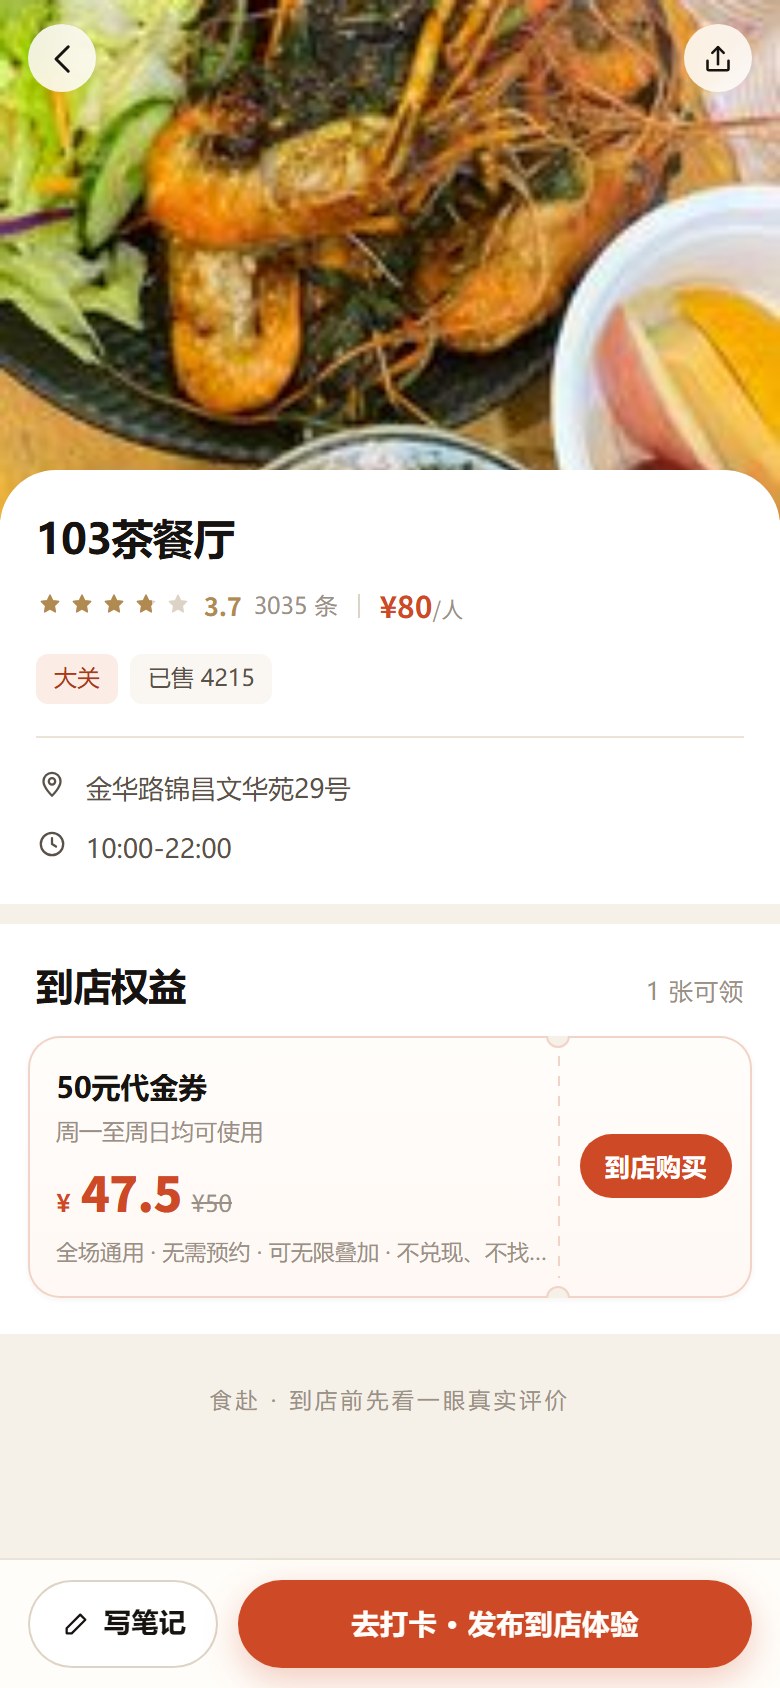 103茶餐厅
3.7 3035 条 ¥80/人
大关 已售 4215
金华路锦昌文华苑29号
10:00-22:00
到店权益 1 张可领
50元代金券
周一至周日均可使用
¥ 47.5 ¥50
到店购买
全场通用 · 无需预约 · 可无限叠加 · 不兑现、不找...
食赴 · 到店前先看一眼真实评价
写笔记 去打卡 · 发布到店体验